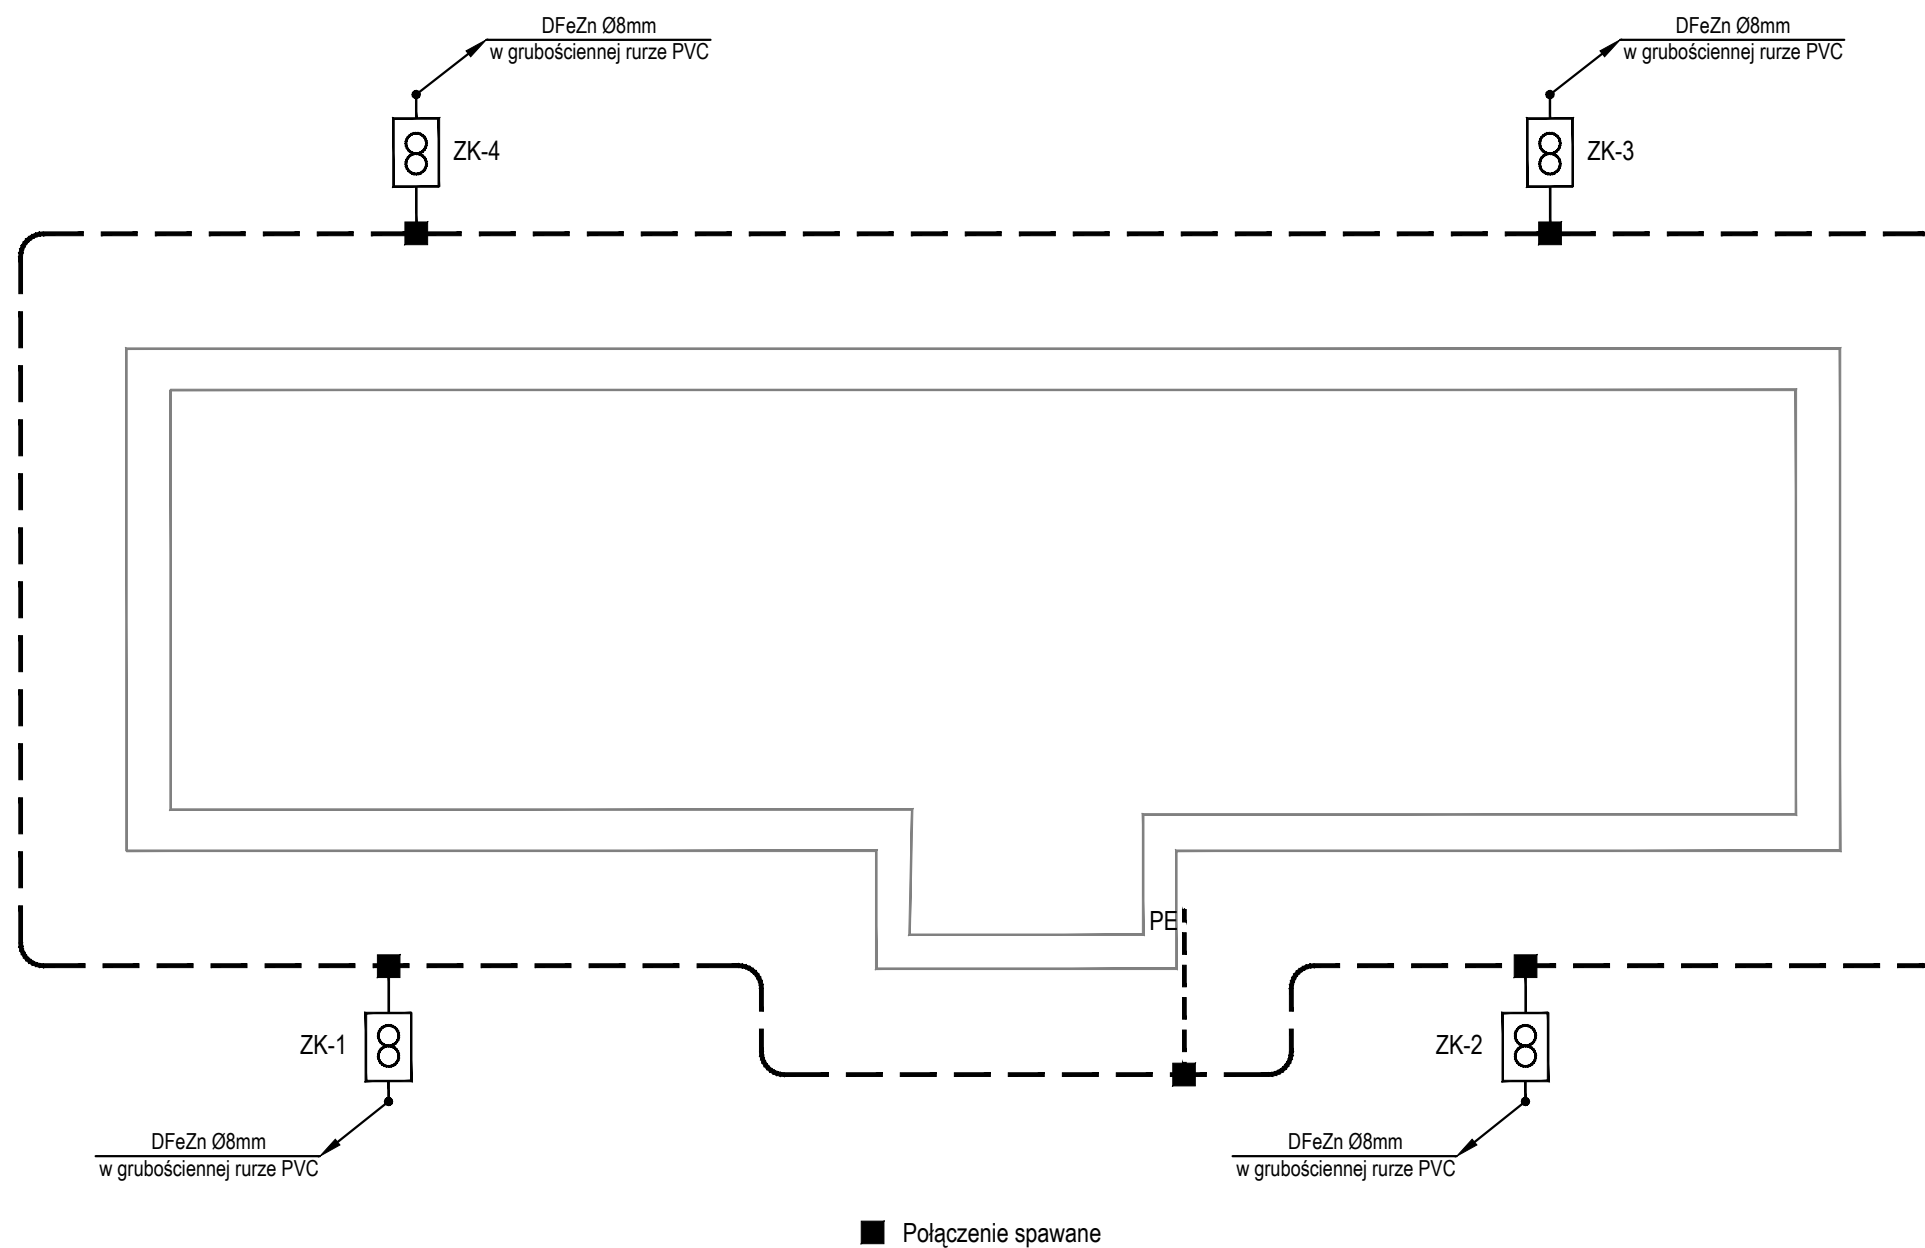 DFeZn Ø8mm
w grubościennej rurze PVC
DFeZn Ø8mm
w grubościennej rurze PVC
ZK-4
ZK-3
PE
ZK-1
ZK-2
DFeZn Ø8mm
w grubościennej rurze PVC
DFeZn Ø8mm
w grubościennej rurze PVC
Połączenie spawane